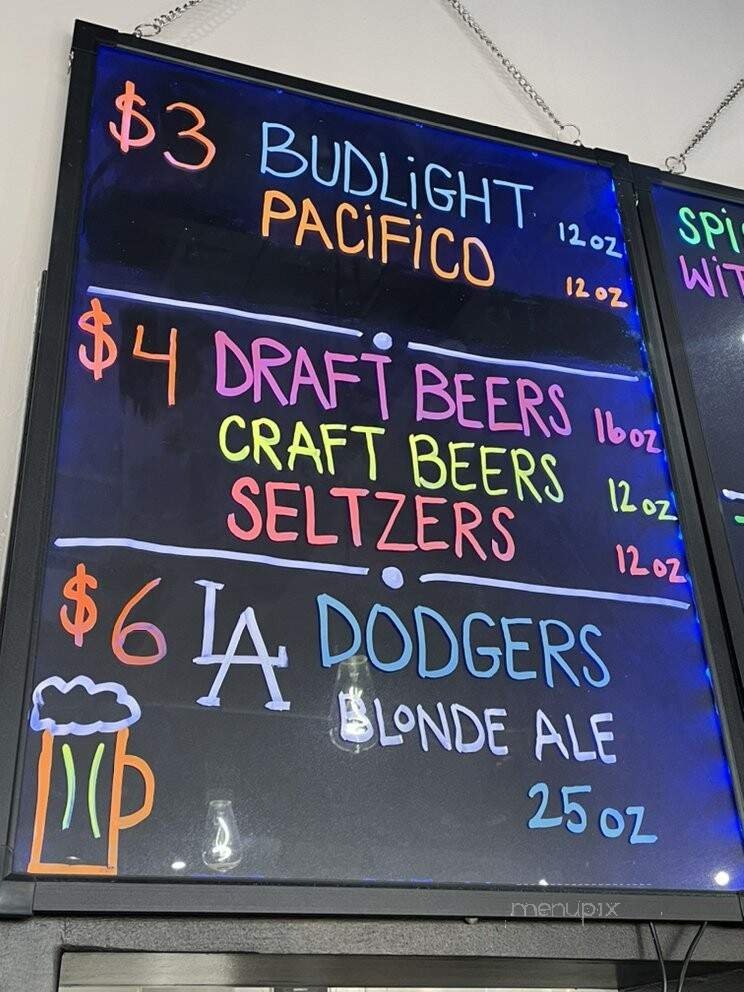 $3 BUDLiGHT 12oz
PACiFiCO 12oz
$4 DRAFT BEERS 16oz
CRAFT BEERS 12oz
SELTZERS 12oz
$6 LA DODGERS
BLONDE ALE
25oz
menupix